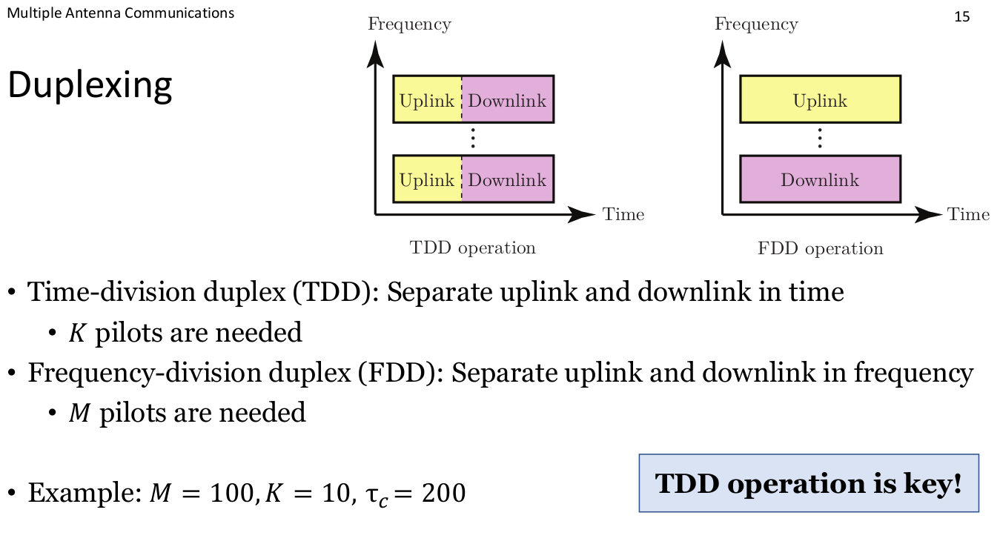 Multiple Antenna Communications
15
Duplexing
Frequency
Uplink
Downlink
Uplink
Downlink
Time
TDD operation
Frequency
Uplink
Downlink
Time
FDD operation
• Time-division duplex (TDD): Separate uplink and downlink in time
• K pilots are needed
• Frequency-division duplex (FDD): Separate uplink and downlink in frequency
• M pilots are needed
• Example: M = 100, K = 10, τc = 200
TDD operation is key!